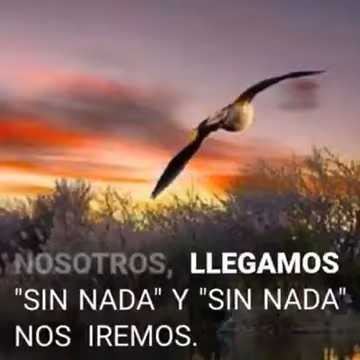 NOSOTROS, LLEGAMOS
"SIN NADA" Y "SIN NADA"
NOS IREMOS.